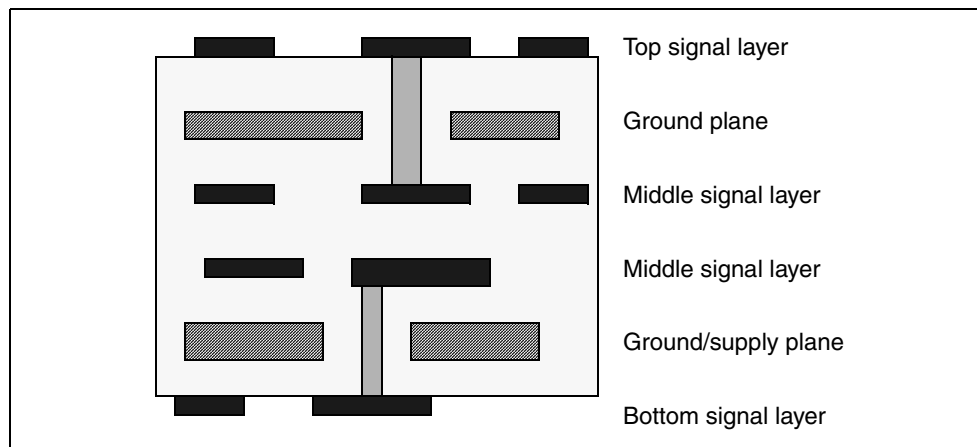 Top signal layer
Ground plane
Middle signal layer
Middle signal layer
Ground/supply plane
Bottom signal layer